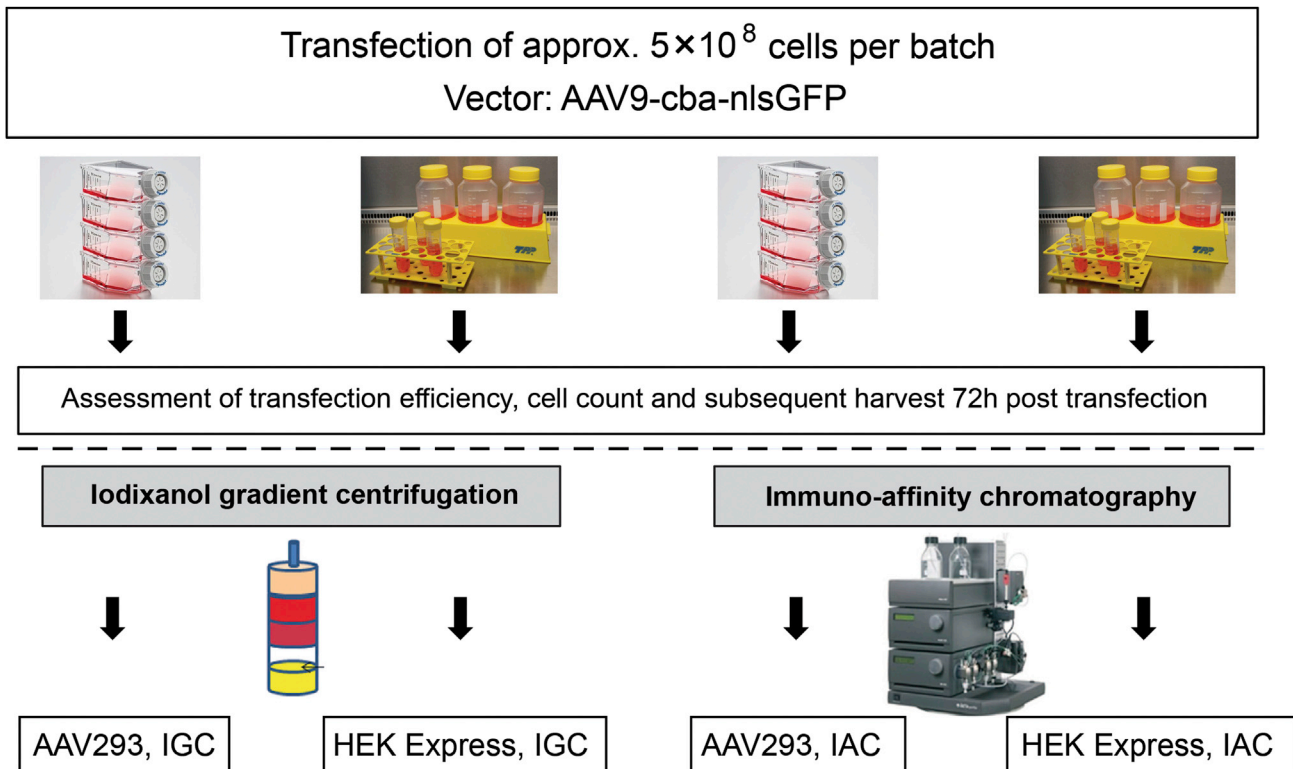 Transfection of approx. 5×10⁸ cells per batch
Vector: AAV9-cba-nlsGFP
TPP
Assessment of transfection efficiency, cell count and subsequent harvest 72h post transfection
Iodixanol gradient centrifugation
Immuno-affinity chromatography
AAV293, IGC
HEK Express, IGC
AAV293, IAC
HEK Express, IAC